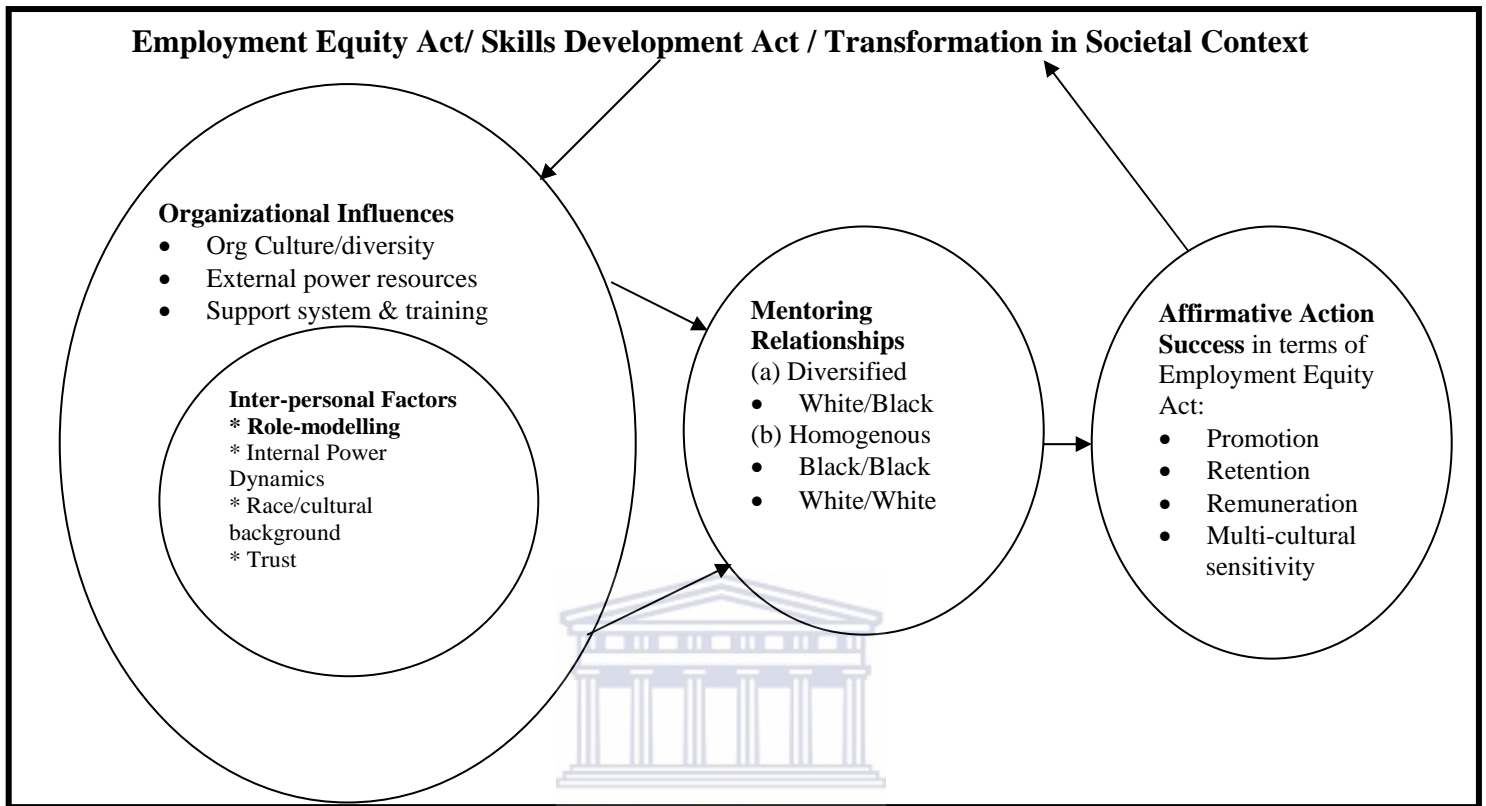 Employment Equity Act/ Skills Development Act / Transformation in Societal Context
Organizational Influences
• Org Culture/diversity
• External power resources
• Support system & training
Inter-personal Factors
* Role-modelling
* Internal Power
Dynamics
* Race/cultural
background
* Trust
Mentoring
Relationships
(a) Diversified
• White/Black
(b) Homogenous
• Black/Black
• White/White
Affirmative Action
Success in terms of
Employment Equity
Act:
• Promotion
• Retention
• Remuneration
• Multi-cultural
sensitivity